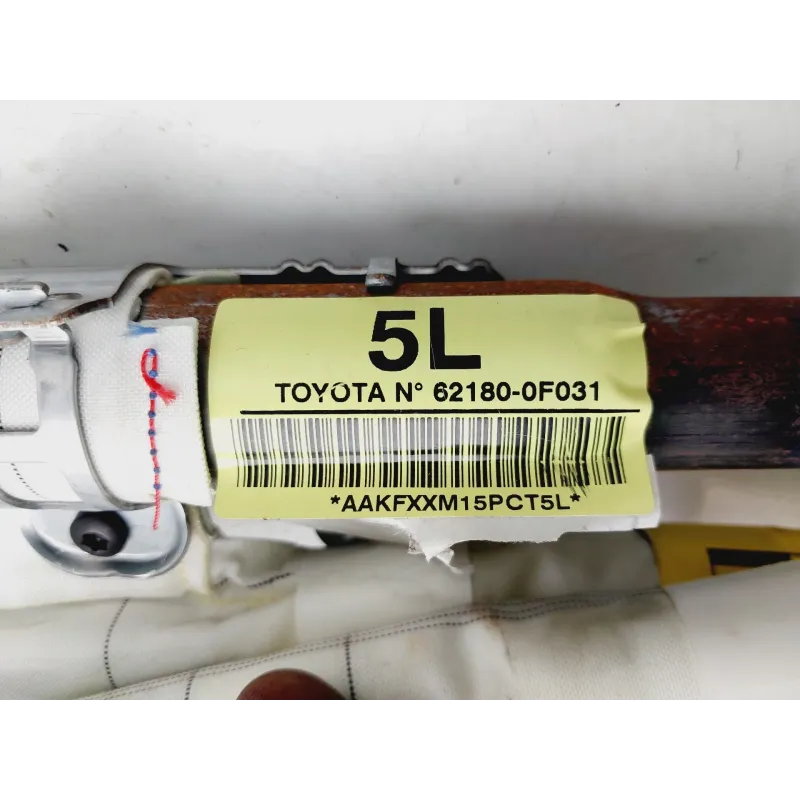 5L
TOYOTA N° 62180-0F031
*AAKFXXM15PCT5L*